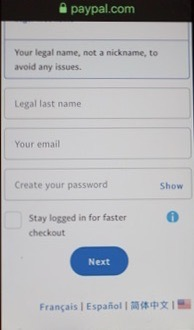 paypal.com
Your legal name, not a nickname, to
avoid any issues.
Legal last name
Your email
Create your password Show
Stay logged in for faster
checkout
Next
Français | Español | 简体中文 |